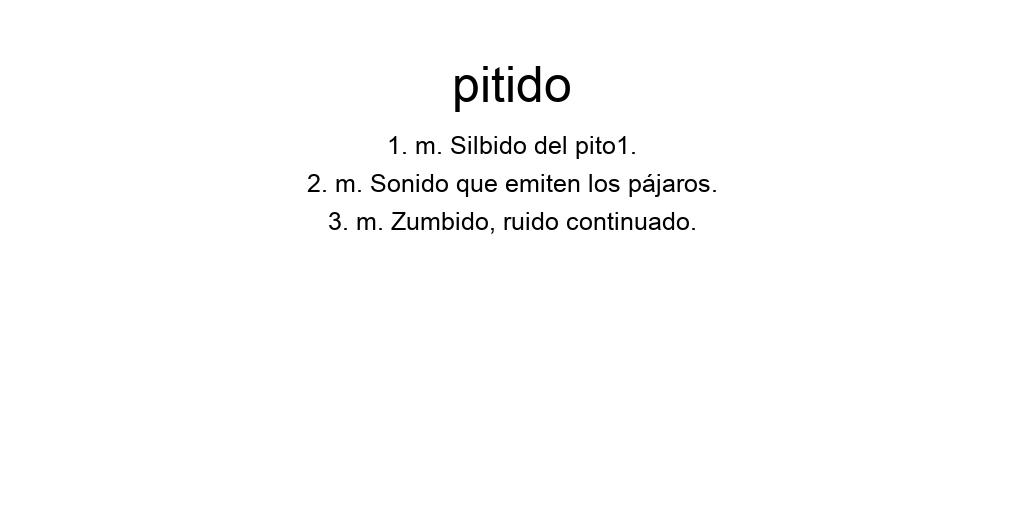 pitido
1. m. Silbido del pito1.
2. m. Sonido que emiten los pájaros.
3. m. Zumbido, ruido continuado.